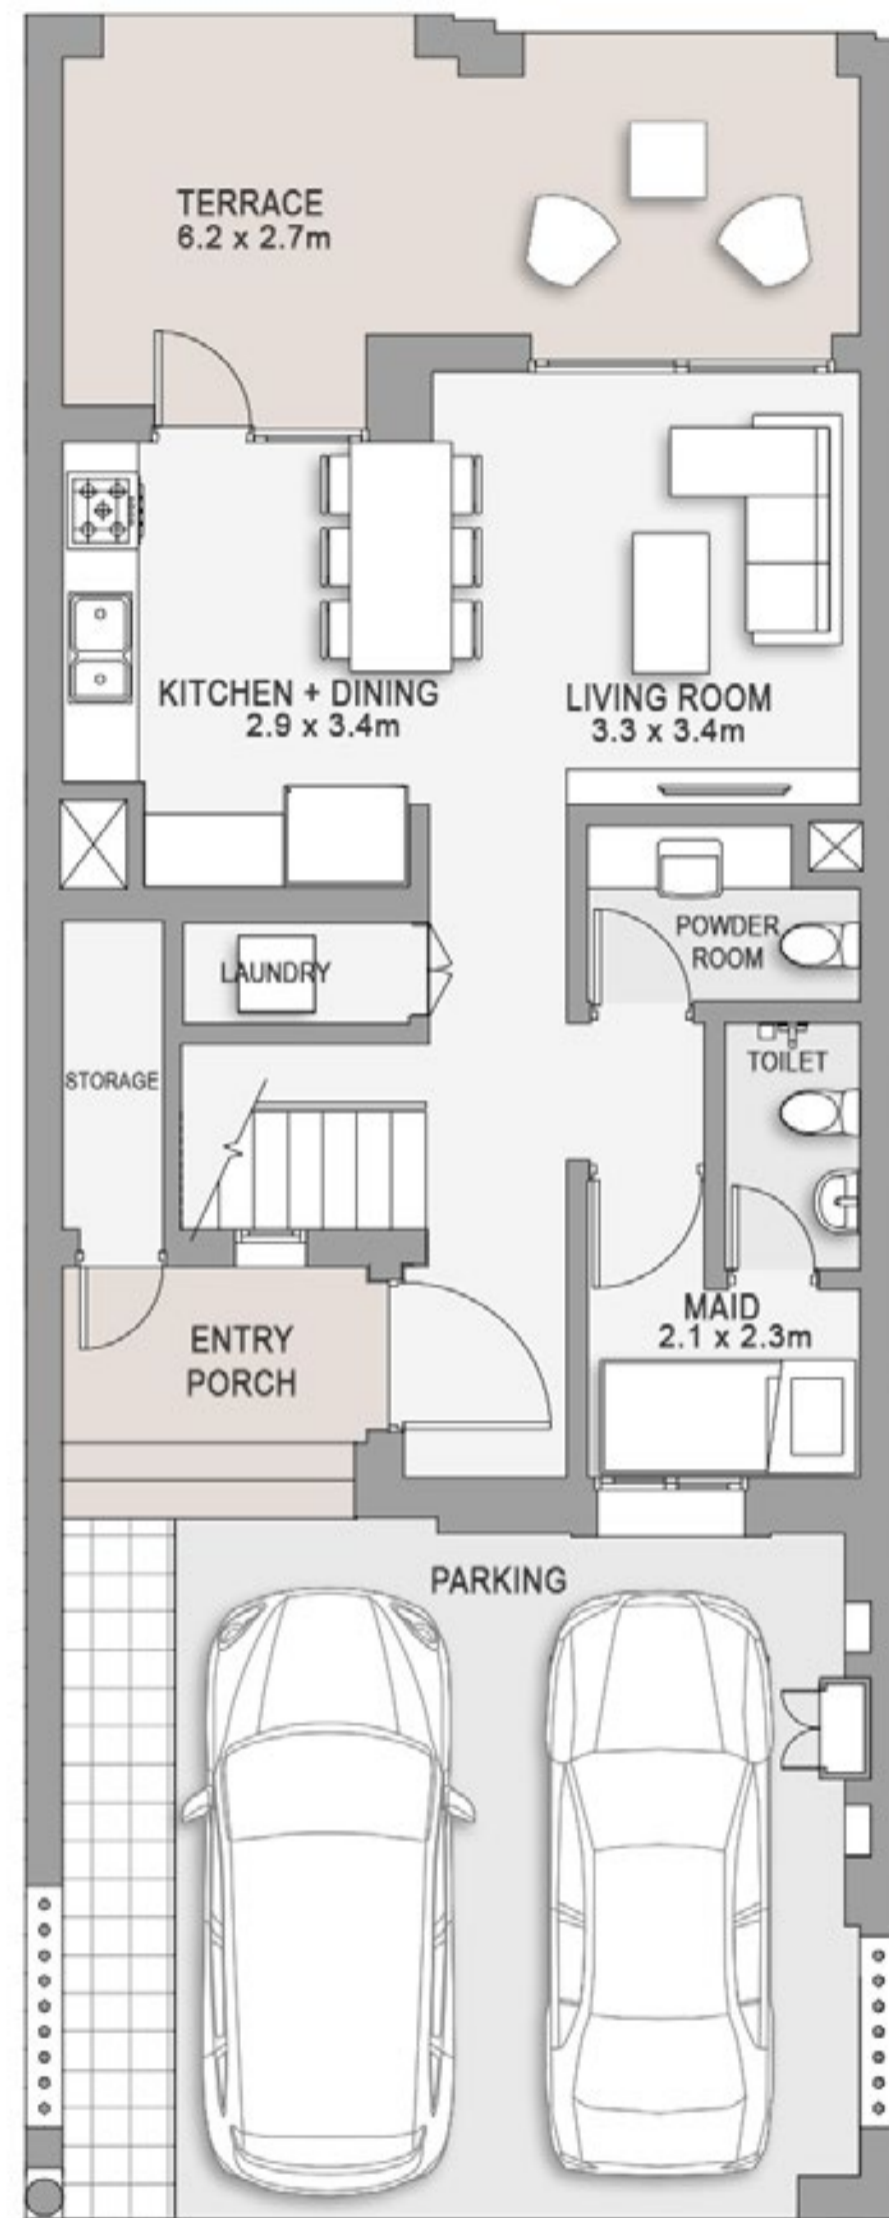 TERRACE
6.2 x 2.7m
KITCHEN + DINING
2.9 x 3.4m
LIVING ROOM
3.3 x 3.4m
POWDER
ROOM
LAUNDRY
TOILET
STORAGE
MAID
2.1 x 2.3m
ENTRY
PORCH
PARKING